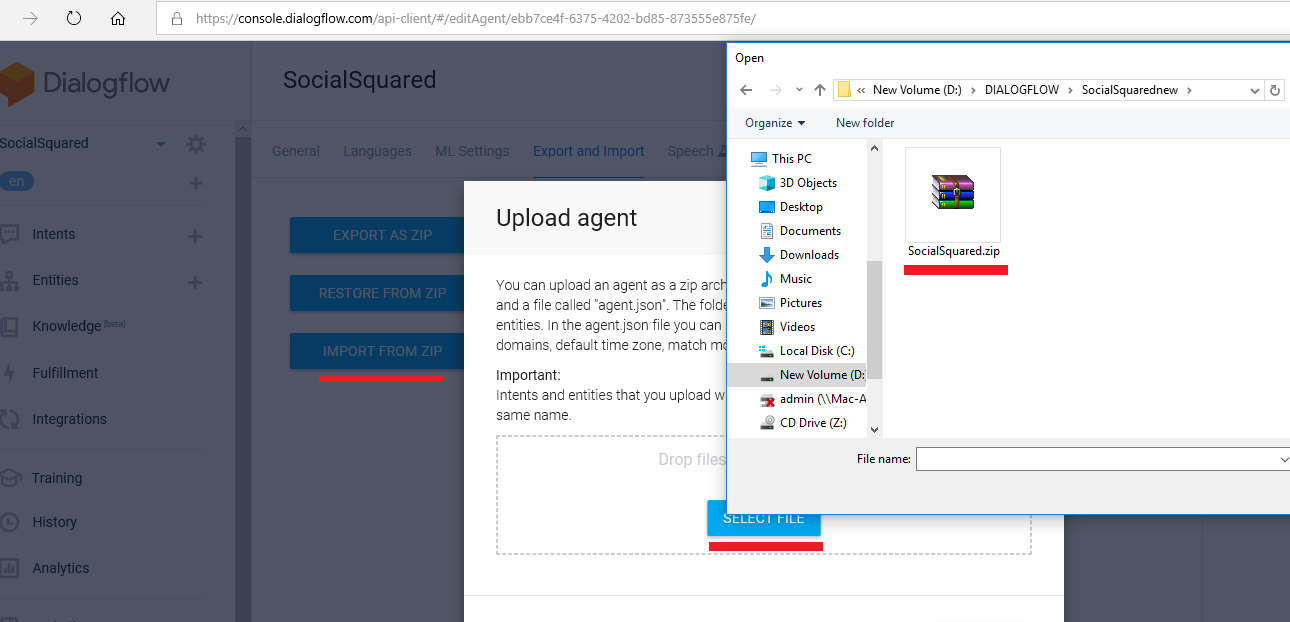 https://console.dialogflow.com/api-client/#/editAgent/ebb7ce4f-6375-4202-bd85-873555e875fe/
Dialogflow
SocialSquared
SocialSquared
en
Intents
Entities
Knowledge [beta]
Fulfillment
Integrations
Training
History
Analytics
General
Languages
ML Settings
Export and Import
Speech
EXPORT AS ZIP
RESTORE FROM ZIP
IMPORT FROM ZIP
Upload agent
You can upload an agent as a zip arch
and a file called "agent.json". The folde
entities. In the agent.json file you can
domains, default time zone, match mo
Important:
Intents and entities that you upload w
same name.
Drop files
SELECT FILE
Open
« New Volume (D:) › DIALOGFLOW › SocialSquarednew ›
Organize
New folder
This PC
3D Objects
Desktop
Documents
Downloads
Music
Pictures
Videos
Local Disk (C:)
New Volume (D:
admin (\\Mac-A
CD Drive (Z:)
SocialSquared.zip
File name: